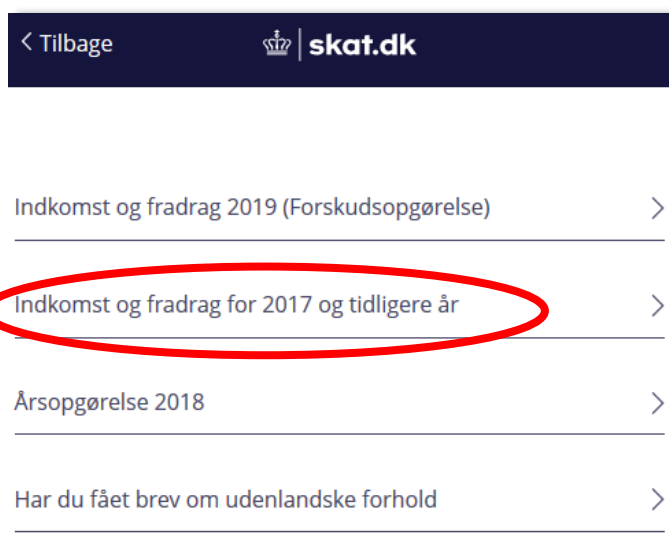 Tilbage
skat.dk
Indkomst og fradrag 2019 (Forskudsopgørelse)
Indkomst og fradrag for 2017 og tidligere år
Årsopgørelse 2018
Har du fået brev om udenlandske forhold